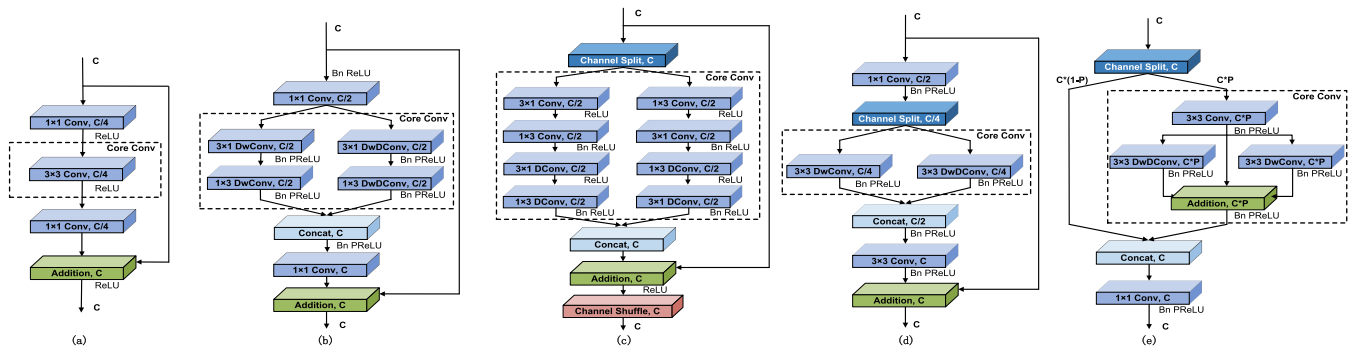 C
1×1 Conv, C/4
ReLU
Core Conv
3×3 Conv, C/4
ReLU
1×1 Conv, C/4
Addition, C
ReLU
C
(a)
C
Bn ReLU
1×1 Conv, C/2
Core Conv
3×1 DwConv, C/2
3×1 DwDConv, C/2
Bn PReLU
Bn PReLU
1×3 DwConv, C/2
1×3 DwDConv, C/2
Bn PReLU
Bn PReLU
Concat, C
Bn PReLU
1×1 Conv, C
Addition, C
C
(b)
C
Channel Split, C
Core Conv
3×1 Conv, C/2
1×3 Conv, C/2
ReLU
ReLU
1×3 Conv, C/2
3×1 Conv, C/2
Bn ReLU
Bn ReLU
3×1 DConv, C/2
1×3 DConv, C/2
ReLU
ReLU
1×3 DConv, C/2
3×1 DConv, C/2
Bn ReLU
Bn ReLU
Concat, C
Addition, C
ReLU
Channel Shuffle, C
C
(c)
C
1×1 Conv, C/2
Bn PReLU
Channel Split, C/4
Core Conv
3×3 DwConv, C/4
3×3 DwDConv, C/4
Bn PReLU
Bn PReLU
Concat, C/2
Bn PReLU
3×3 Conv, C
Bn PReLU
Addition, C
C
(d)
C
Channel Split, C
C*(1-P)
C*P
Core Conv
3×3 Conv, C*P
Bn PReLU
3×3 DwDConv, C*P
3×3 DwConv, C*P
Bn PReLU
Bn PReLU
Addition, C*P
Bn PReLU
Concat, C
1×1 Conv, C
Bn PReLU
C
(e)